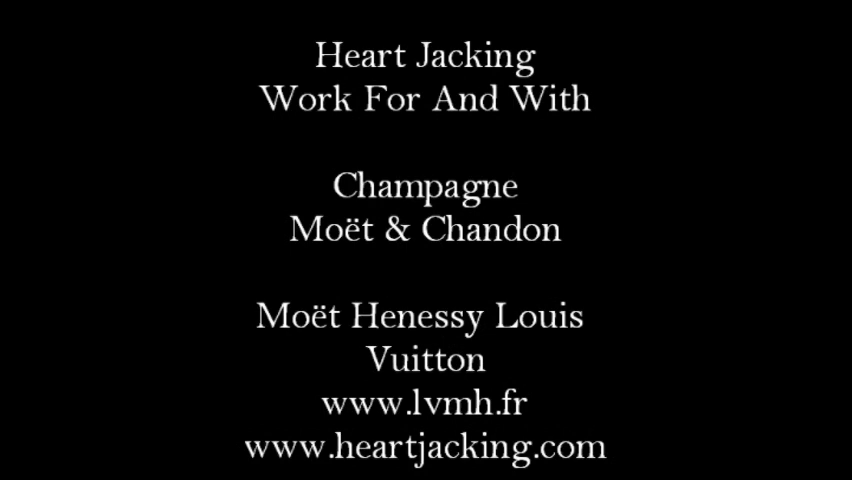 Heart Jacking
Work For And With
Champagne
Moët & Chandon
Moët Henessy Louis
Vuitton
www.lvmh.fr
www.heartjacking.com